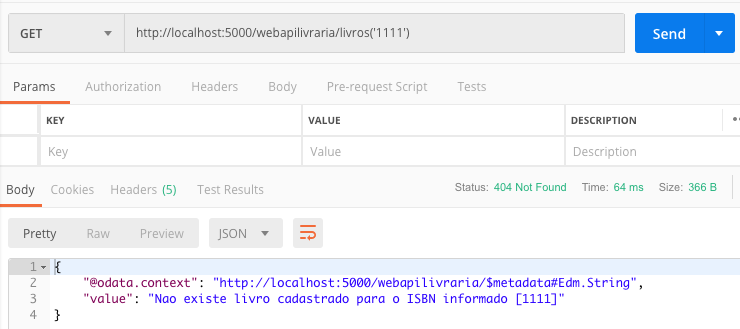 GET http://localhost:5000/webapilivraria/livros('1111') Send
Params Authorization Headers Body Pre-request Script Tests
KEY VALUE DESCRIPTION
Key Value Description
Body Cookies Headers (5) Test Results Status: 404 Not Found Time: 64 ms Size: 366 B
Pretty Raw Preview JSON
1 {
2 "@odata.context": "http://localhost:5000/webapilivraria/$metadata#Edm.String",
3 "value": "Nao existe livro cadastrado para o ISBN informado [1111]"
4 }